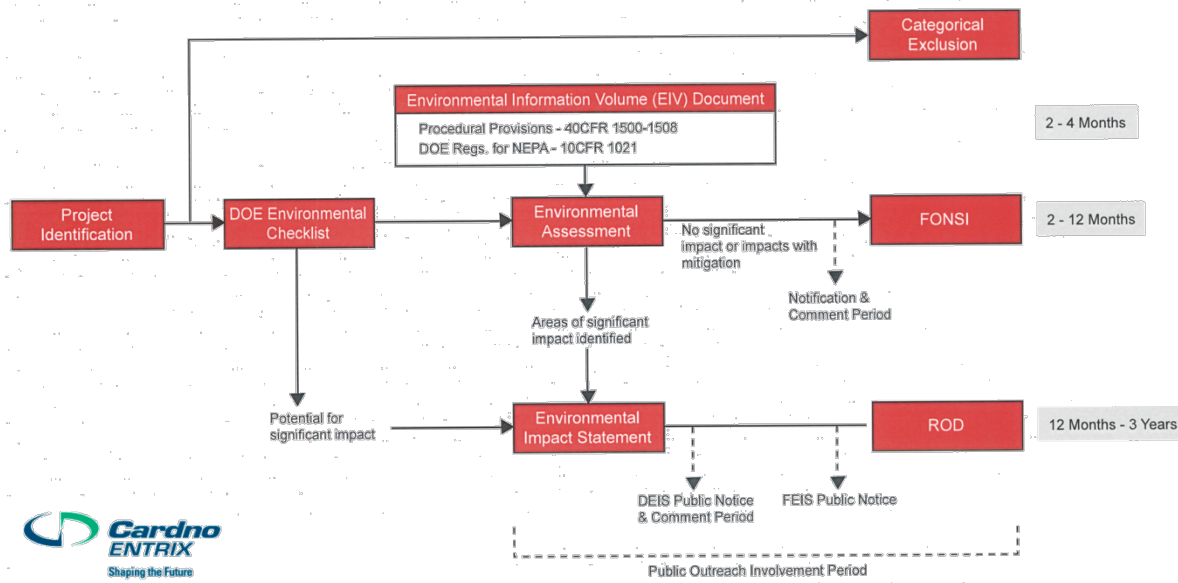 Categorical
Exclusion
Environmental Information Volume (EIV) Document
Procedural Provisions - 40CFR 1500-1508
DOE Regs. for NEPA - 10CFR 1021
2 - 4 Months
Project
Identification
DOE Environmental
Checklist
Environmental
Assessment
No significant
impact or impacts with
mitigation
FONSI
2 - 12 Months
Notification &
Comment Period
Areas of significant
impact identified
Potential for
significant impact
Environmental
Impact Statement
ROD
12 Months - 3 Years
DEIS Public Notice
& Comment Period
FEIS Public Notice
Public Outreach Involvement Period
Cardno
ENTRIX
Shaping the Future